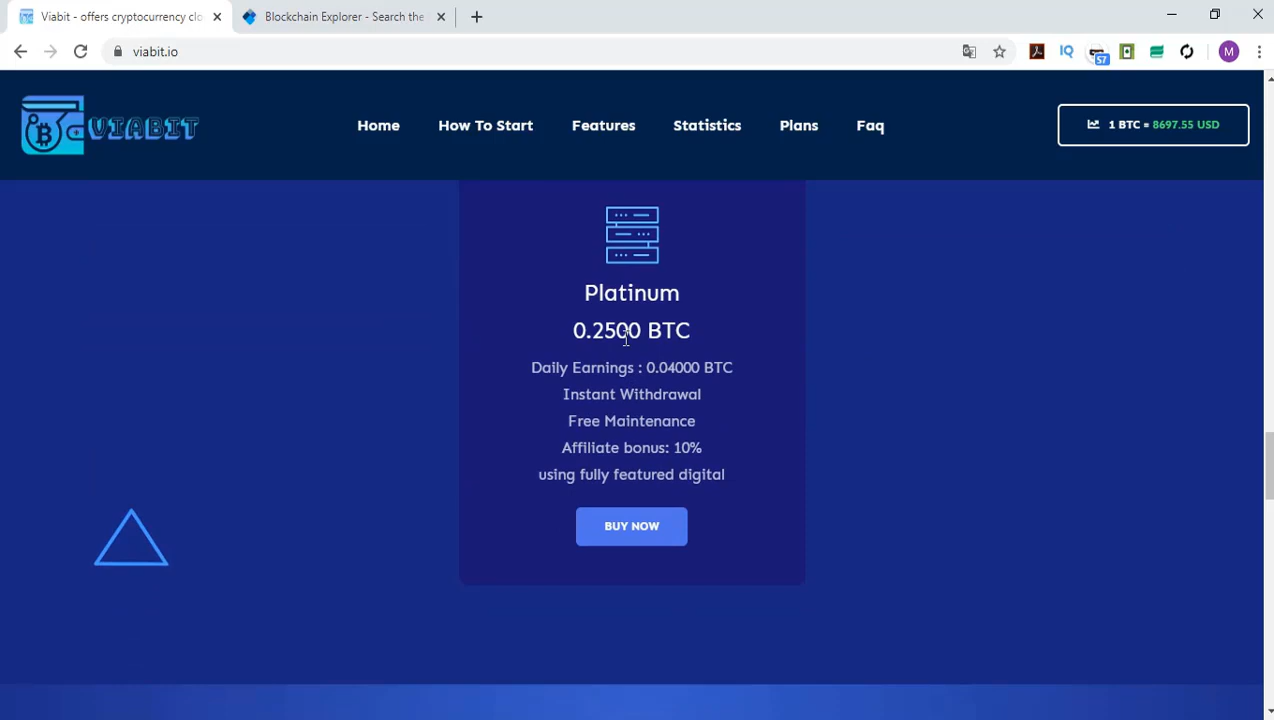 Viabit - offers cryptocurrency clo
Blockchain Explorer - Search the
viabit.io
IQ
57
M
VIABIT
Home
How To Start
Features
Statistics
Plans
Faq
1 BTC = 8697.55 USD
Platinum
0.2500 BTC
Daily Earnings : 0.04000 BTC
Instant Withdrawal
Free Maintenance
Affiliate bonus: 10%
using fully featured digital
BUY NOW